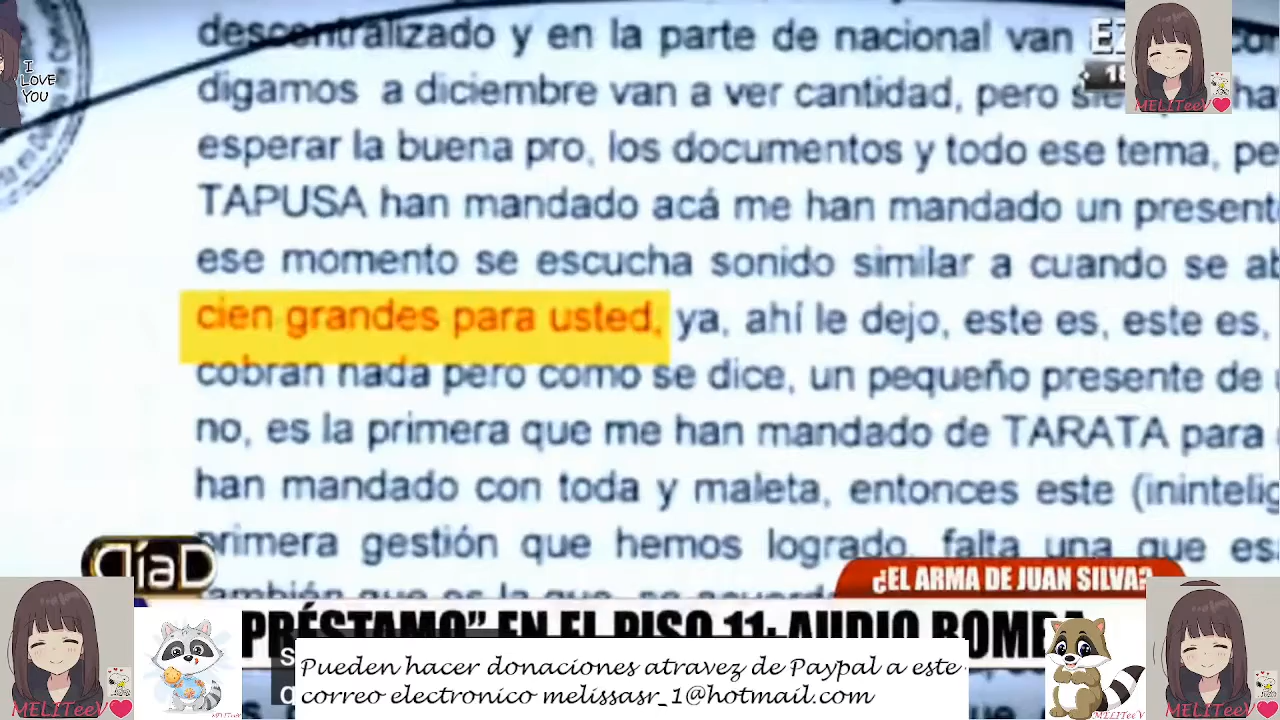 descentralizado y en la parte de nacional van
digamos a diciembre van a ver cantidad, pero
esperar la buena pro, los documentos y todo ese tema,
TAPUSA han mandado acá me han mandado un present
ese momento se escucha sonido similar a cuando se
cien grandes para usted, ya, ahí le dejo, este es, este es,
cobran nada pero como se dice, un pequeño presente de
no, es la primera que me han mandado de TARATA para
han mandado con toda y maleta, entonces este (inintelig
primera gestión que hemos logrado, falta una que es
I
LOVE
YOU
MELITeeV
DíaD
¿EL ARMA DE JUAN SILVA?
PRÉSTAMO” EN EL PISO 11: AUDIO BOMBA
Pueden hacer donaciones atravez de Paypal a este
correo electronico melissasr_1@hotmail.com
MELITeeV
MELITeeV
MELITeeV
MELITeeV